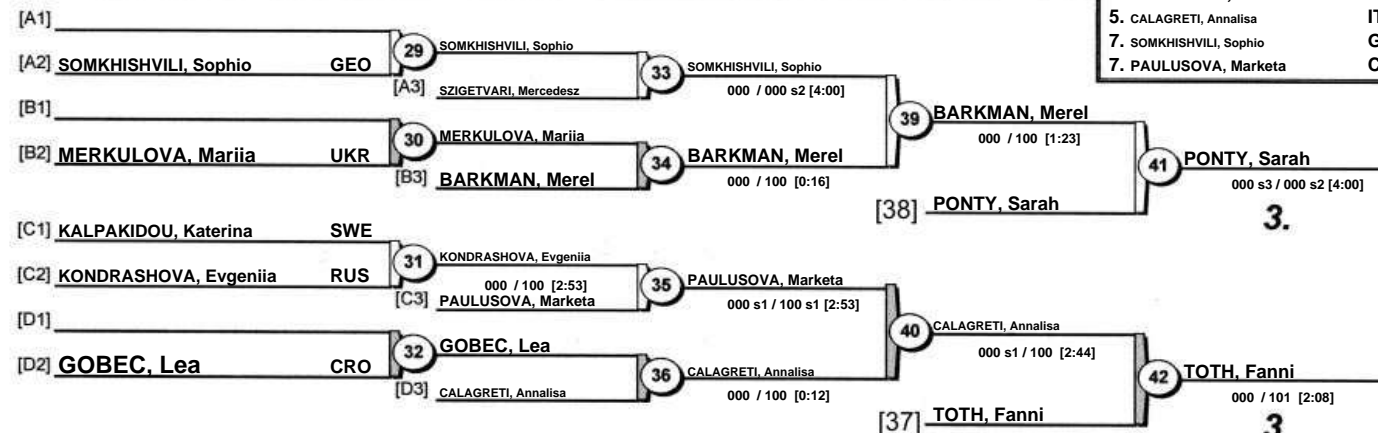 5. CALAGRETI, Annalisa
7. SOMKHISHVILI, Sophio
7. PAULUSOVA, Marketa
[A1]
[A2] SOMKHISHVILI, Sophio GEO
29
SOMKHISHVILI, Sophio
[A3] SZIGETVARI, Mercedesz
33
SOMKHISHVILI, Sophio
000 / 000 s2 [4:00]
[B1]
[B2] MERKULOVA, Mariia UKR
30
MERKULOVA, Mariia
[B3] BARKMAN, Merel
34
BARKMAN, Merel
000 / 100 [0:16]
39
BARKMAN, Merel
000 / 100 [1:23]
[38] PONTY, Sarah
41
PONTY, Sarah
000 s3 / 000 s2 [4:00]
3.
[C1] KALPAKIDOU, Katerina SWE
[C2] KONDRASHOVA, Evgeniia RUS
31
KONDRASHOVA, Evgeniia
000 / 100 [2:53]
[C3] PAULUSOVA, Marketa
35
PAULUSOVA, Marketa
000 s1 / 100 s1 [2:53]
[D1]
[D2] GOBEC, Lea CRO
32
GOBEC, Lea
[D3] CALAGRETI, Annalisa
36
CALAGRETI, Annalisa
000 / 100 [0:12]
40
CALAGRETI, Annalisa
000 s1 / 100 [2:44]
[37] TOTH, Fanni
42
TOTH, Fanni
000 / 101 [2:08]
3